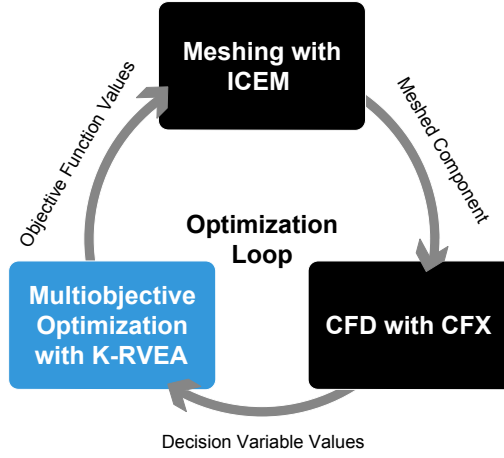 Meshing with
ICEM
Objective Function Values
Meshed Component
Optimization
Loop
Multiobjective
Optimization
with K-RVEA
CFD with CFX
Decision Variable Values